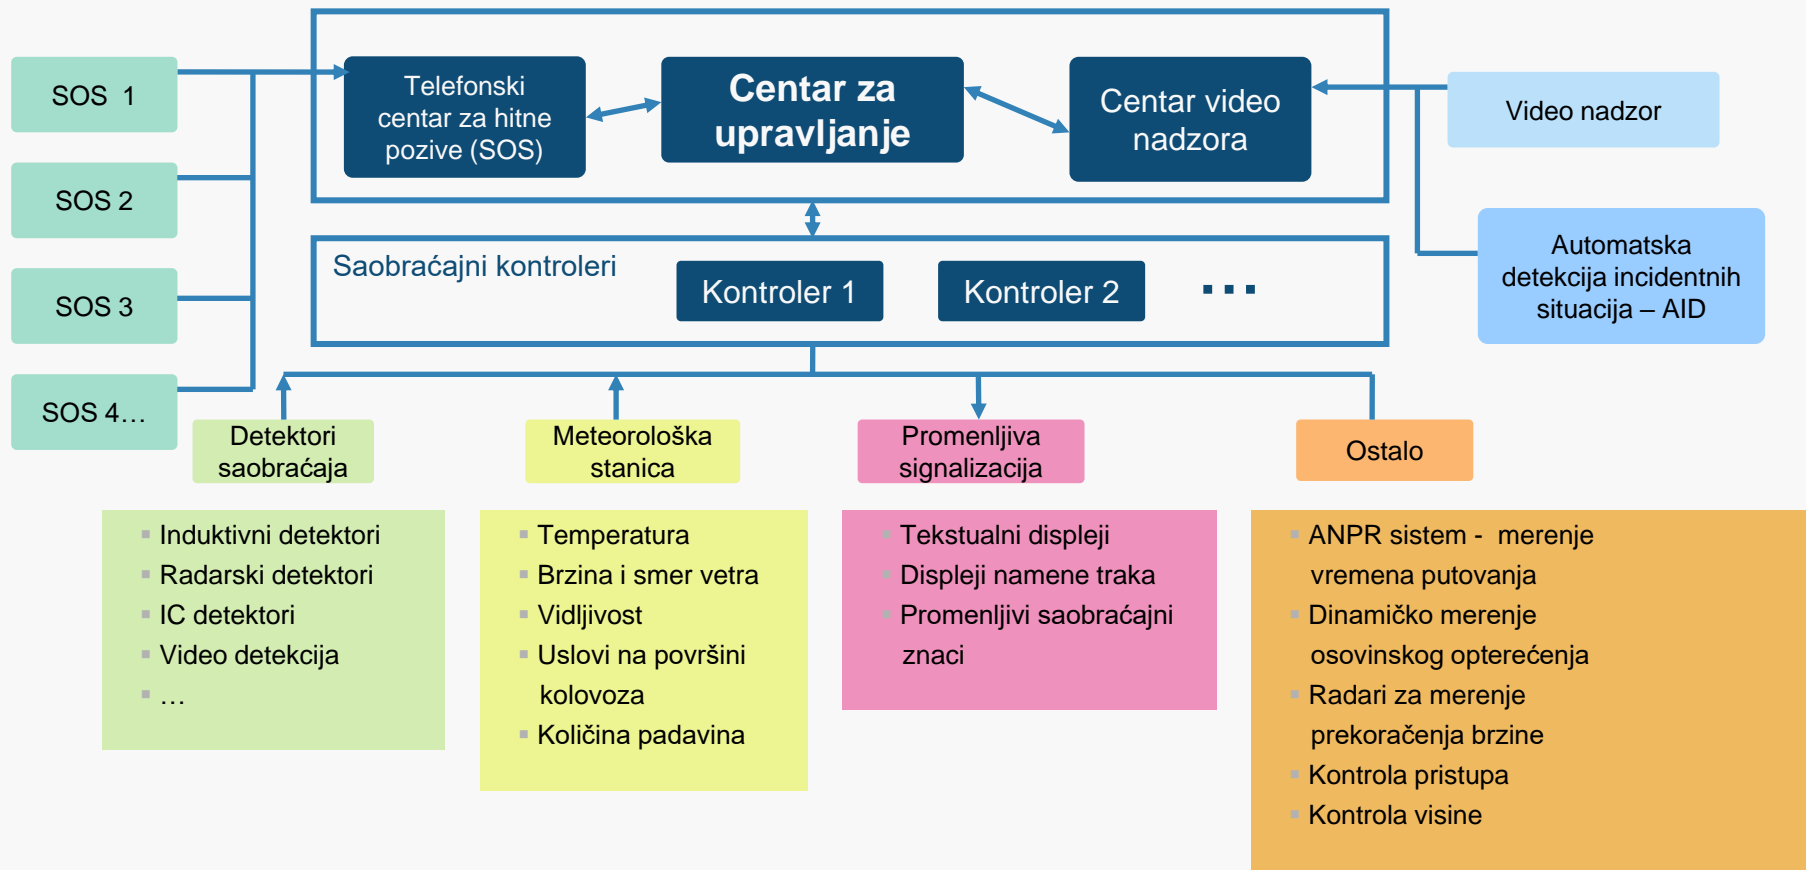 SOS 1
SOS 2
SOS 3
SOS 4…
Telefonski
centar za hitne
pozive (SOS)
Centar za
upravljanje
Centar video
nadzora
Video nadzor
Automatska
detekcija incidentnih
situacija – AID
Saobraćajni kontroleri
Kontroler 1
Kontroler 2
…
Detektori
saobraćaja
Induktivni detektori
Radarski detektori
IC detektori
Video detekcija
…
Meteorološka
stanica
Temperatura
Brzina i smer vetra
Vidljivost
Uslovi na površini
kolovoza
Količina padavina
Promenljiva
signalizacija
Tekstualni displeji
Displeji namene traka
Promenljivi saobraćajni
znaci
Ostalo
ANPR sistem - merenje
vremena putovanja
Dinamičko merenje
osovinskog opterećenja
Radari za merenje
prekoračenja brzine
Kontrola pristupa
Kontrola visine